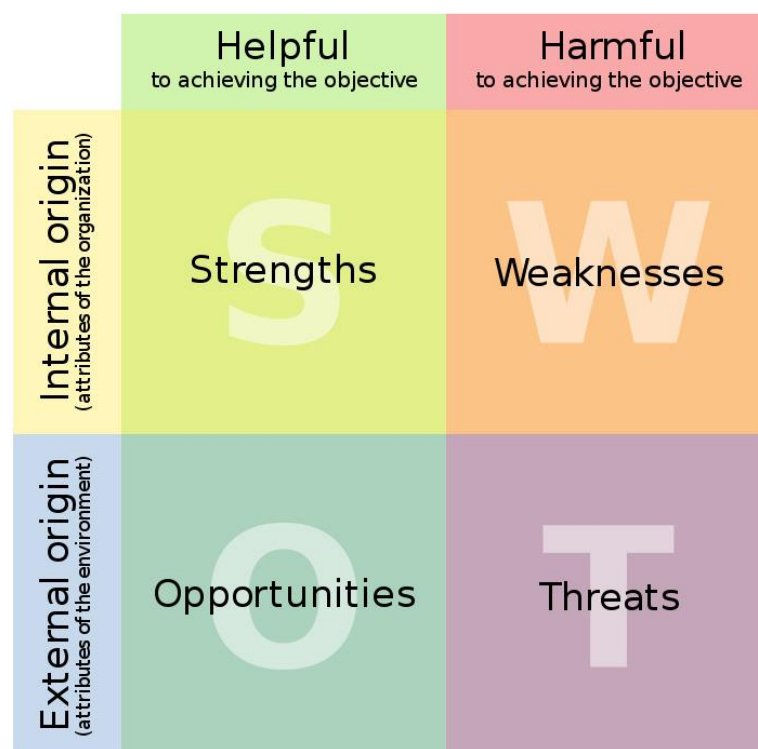 Helpful
to achieving the objective
Harmful
to achieving the objective
Internal origin
(attributes of the organization)
S
Strengths
W
Weaknesses
External origin
(attributes of the environment)
O
Opportunities
T
Threats